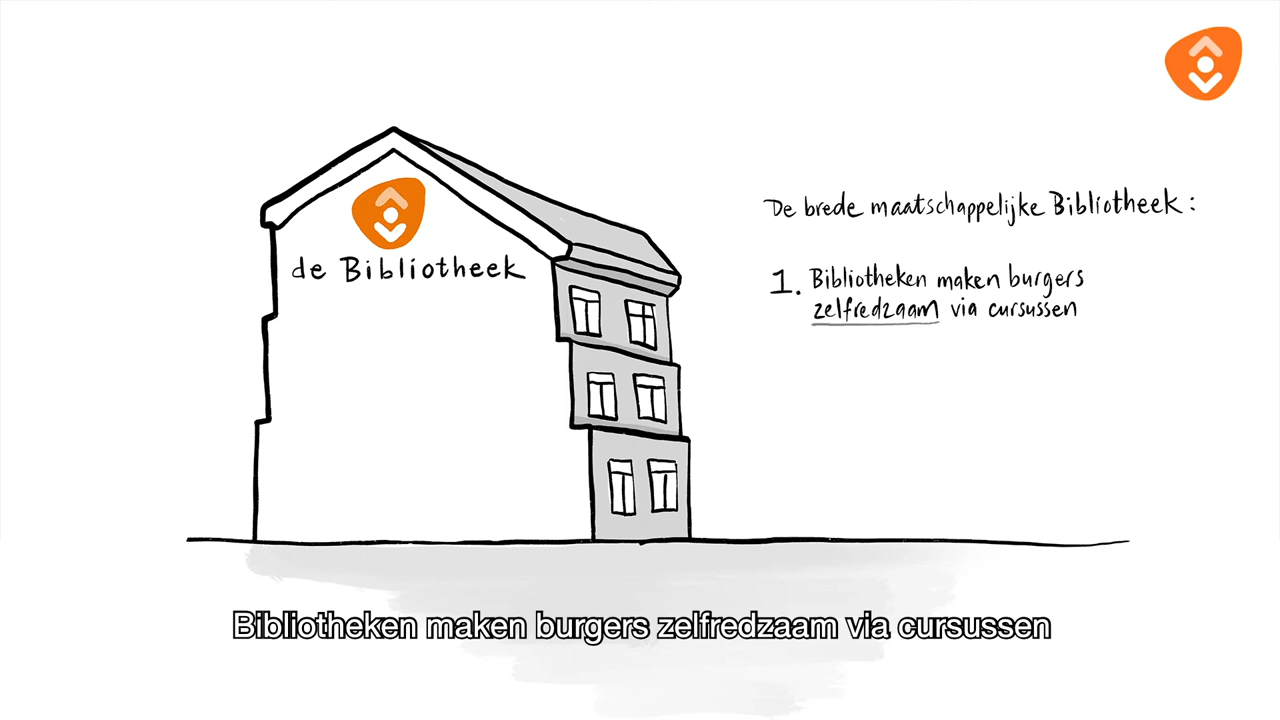 De brede maatschappelijke Bibliotheek:
de Bibliotheek
1. Bibliotheken maken burgers
zelfredzaam via cursussen
Bibliotheken maken burgers zelfredzaam via cursussen